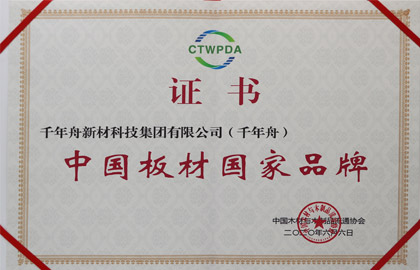 CTWPDA
证书
千年舟新材科技集团有限公司（千年舟）
中国板材国家品牌
中国木材与木制品流通协会
二〇二〇年六月六日